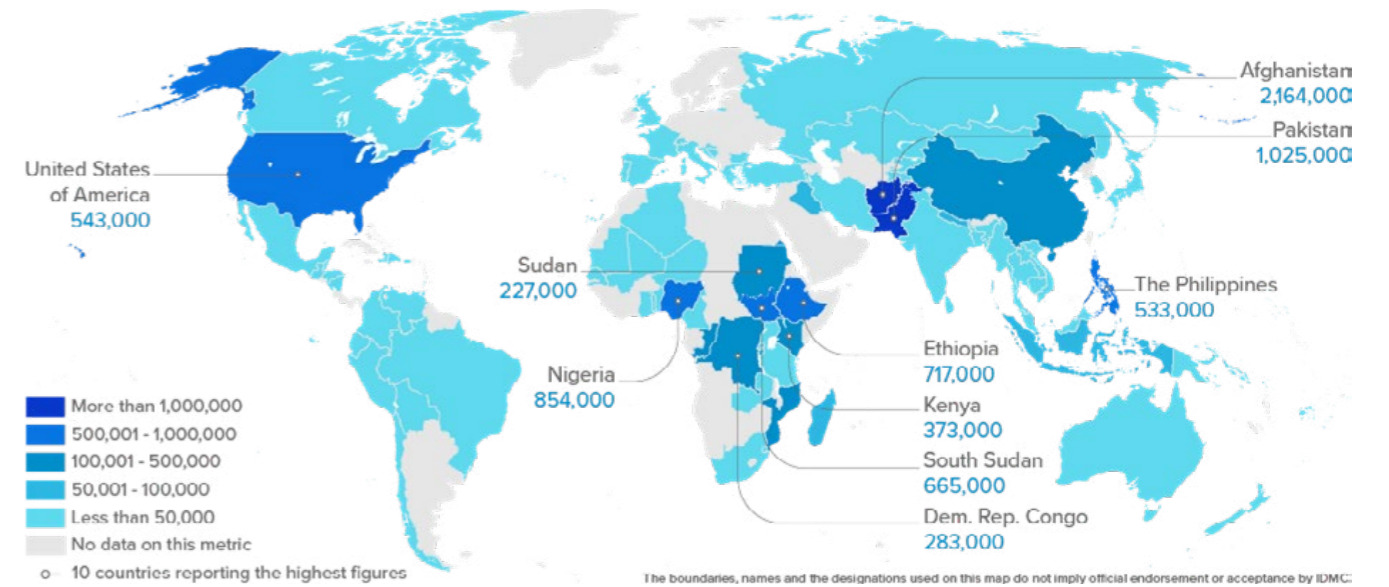 Afghanistan
2,164,000
Pakistan
1,025,000
United States
of America
543,000
Sudan
227,000
The Philippines
533,000
Nigeria
854,000
Ethiopia
717,000
Kenya
373,000
South Sudan
665,000
Dem. Rep. Congo
283,000
More than 1,000,000
500,001 - 1,000,000
100,001 - 500,000
50,001 - 100,000
Less than 50,000
No data on this metric
10 countries reporting the highest figures
The boundaries, names and the designations used on this map do not imply official endorsement or acceptance by IDMC.